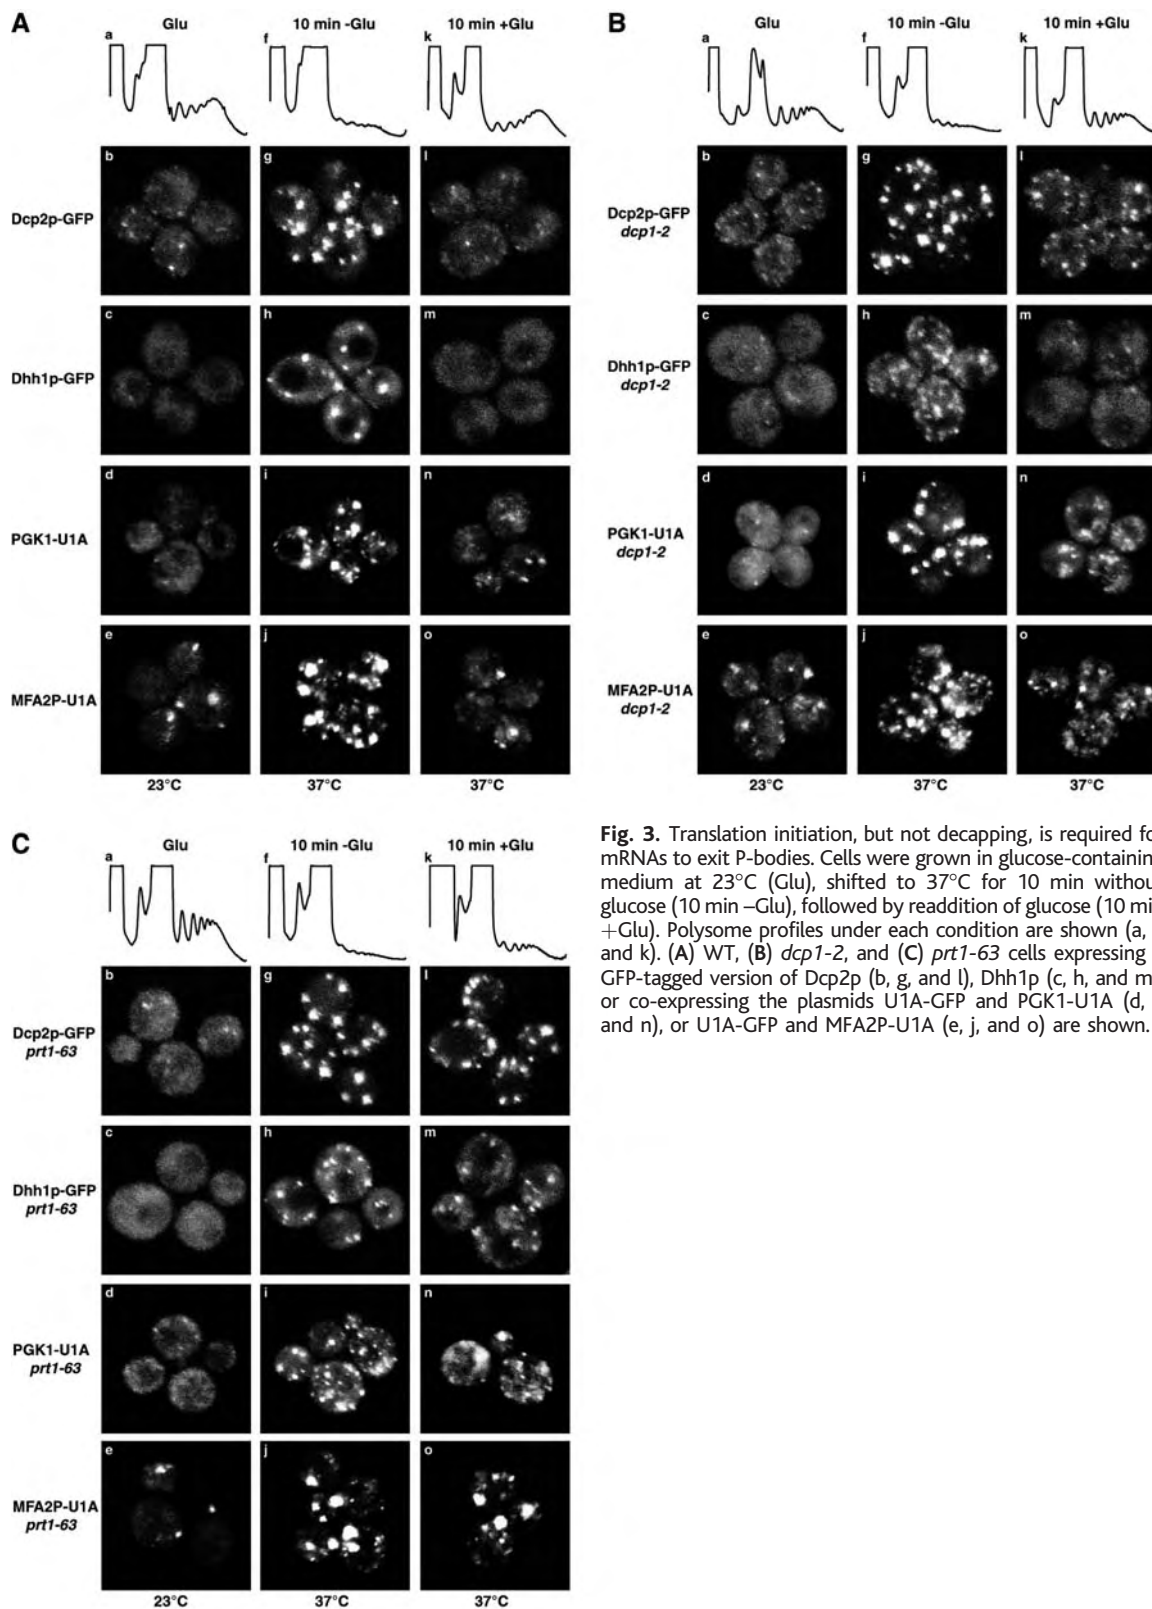 A
Glu
10 min -Glu
10 min +Glu
a
f
k
b
g
l
Dcp2p-GFP
c
h
m
Dhh1p-GFP
d
i
n
PGK1-U1A
e
j
o
MFA2P-U1A
23°C
37°C
37°C
B
Glu
10 min -Glu
10 min +Glu
a
f
k
b
g
l
Dcp2p-GFP
dcp1-2
c
h
m
Dhh1p-GFP
dcp1-2
d
i
n
PGK1-U1A
dcp1-2
e
j
o
MFA2P-U1A
dcp1-2
23°C
37°C
37°C
C
Glu
10 min -Glu
10 min +Glu
a
f
k
b
g
l
Dcp2p-GFP
prt1-63
c
h
m
Dhh1p-GFP
prt1-63
d
i
n
PGK1-U1A
prt1-63
e
j
o
MFA2P-U1A
prt1-63
23°C
37°C
37°C
Fig. 3. Translation initiation, but not decapping, is required fo
mRNAs to exit P-bodies. Cells were grown in glucose-containin
medium at 23°C (Glu), shifted to 37°C for 10 min withou
glucose (10 min –Glu), followed by readdition of glucose (10 mi
+Glu). Polysome profiles under each condition are shown (a,
and k). (A) WT, (B) dcp1-2, and (C) prt1-63 cells expressing
GFP-tagged version of Dcp2p (b, g, and l), Dhh1p (c, h, and m
or co-expressing the plasmids U1A-GFP and PGK1-U1A (d,
and n), or U1A-GFP and MFA2P-U1A (e, j, and o) are shown.